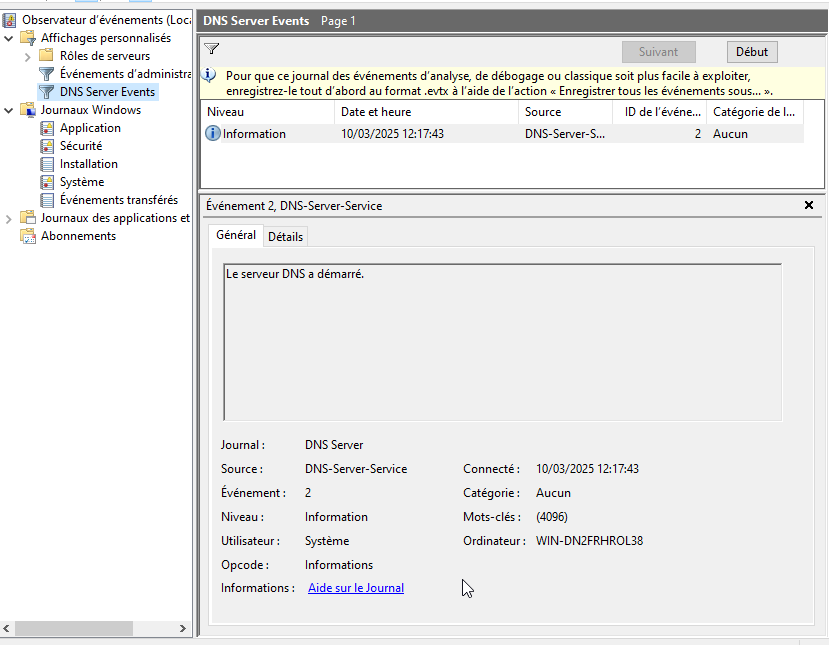 Observateur d'événements (Loca
Affichages personnalisés
Rôles de serveurs
Événements d'administra
DNS Server Events
Journaux Windows
Application
Sécurité
Installation
Système
Événements transférés
Journaux des applications et
Abonnements
DNS Server Events Page 1
Suivant Début
Pour que ce journal des événements d'analyse, de débogage ou classique soit plus facile à exploiter,
enregistrez-le tout d'abord au format .evtx à l'aide de l'action « Enregistrer tous les événements sous... ».
Niveau Date et heure Source ID de l'événe... Catégorie de l...
Information 10/03/2025 12:17:43 DNS-Server-S... 2 Aucun
Événement 2, DNS-Server-Service
Général Détails
Le serveur DNS a démarré.
Journal : DNS Server
Source : DNS-Server-Service Connecté : 10/03/2025 12:17:43
Événement : 2 Catégorie : Aucun
Niveau : Information Mots-clés : (4096)
Utilisateur : Système Ordinateur : WIN-DN2FRHROL38
Opcode : Informations
Informations : Aide sur le Journal